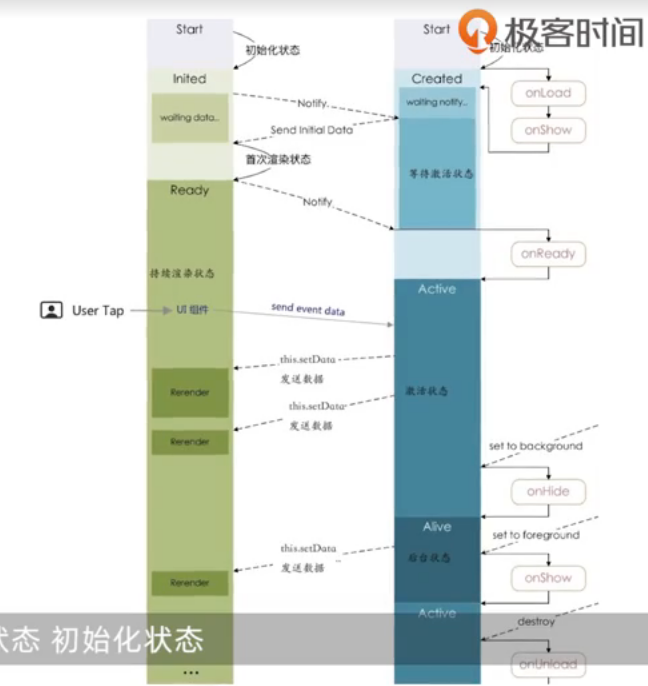 极客时间
Start
Start
初始化状态
初始化状态
Inited
Created
onLoad
waiting data..
Notify
waiting notify..
Send Initial Data
onShow
首次渲染状态
等待激活状态
Ready
Notify
onReady
持续渲染状态
Active
User Tap
UI 组件
send event data
this.setData
发送数据
Rerender
激活状态
this.setData
发送数据
Rerender
set to background
onHide
Alive
set to foreground
this.setData
发送数据
后台状态
..
Rerender
onShow
Active
destroy
状态 初始化状态
onUnload
...